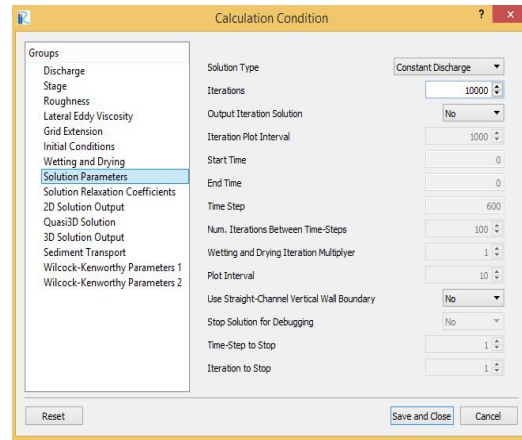 Calculation Condition
? ×
Groups
Discharge
Stage
Roughness
Lateral Eddy Viscosity
Grid Extension
Initial Conditions
Wetting and Drying
Solution Parameters
Solution Relaxation Coefficients
2D Solution Output
Quasi3D Solution
3D Solution Output
Sediment Transport
Wilcock-Kenworthy Parameters 1
Wilcock-Kenworthy Parameters 2
Solution Type Constant Discharge
Iterations 10000
Output Iteration Solution No
Iteration Plot Interval 1000
Start Time 0
End Time 0
Time Step 600
Num. Iterations Between Time-Steps 100
Wetting and Drying Iteration Multiplyer 1
Plot Interval 10
Use Straight-Channel Vertical Wall Boundary No
Stop Solution for Debugging No
Time-Step to Stop 1
Iteration to Stop 1
Reset Save and Close Cancel